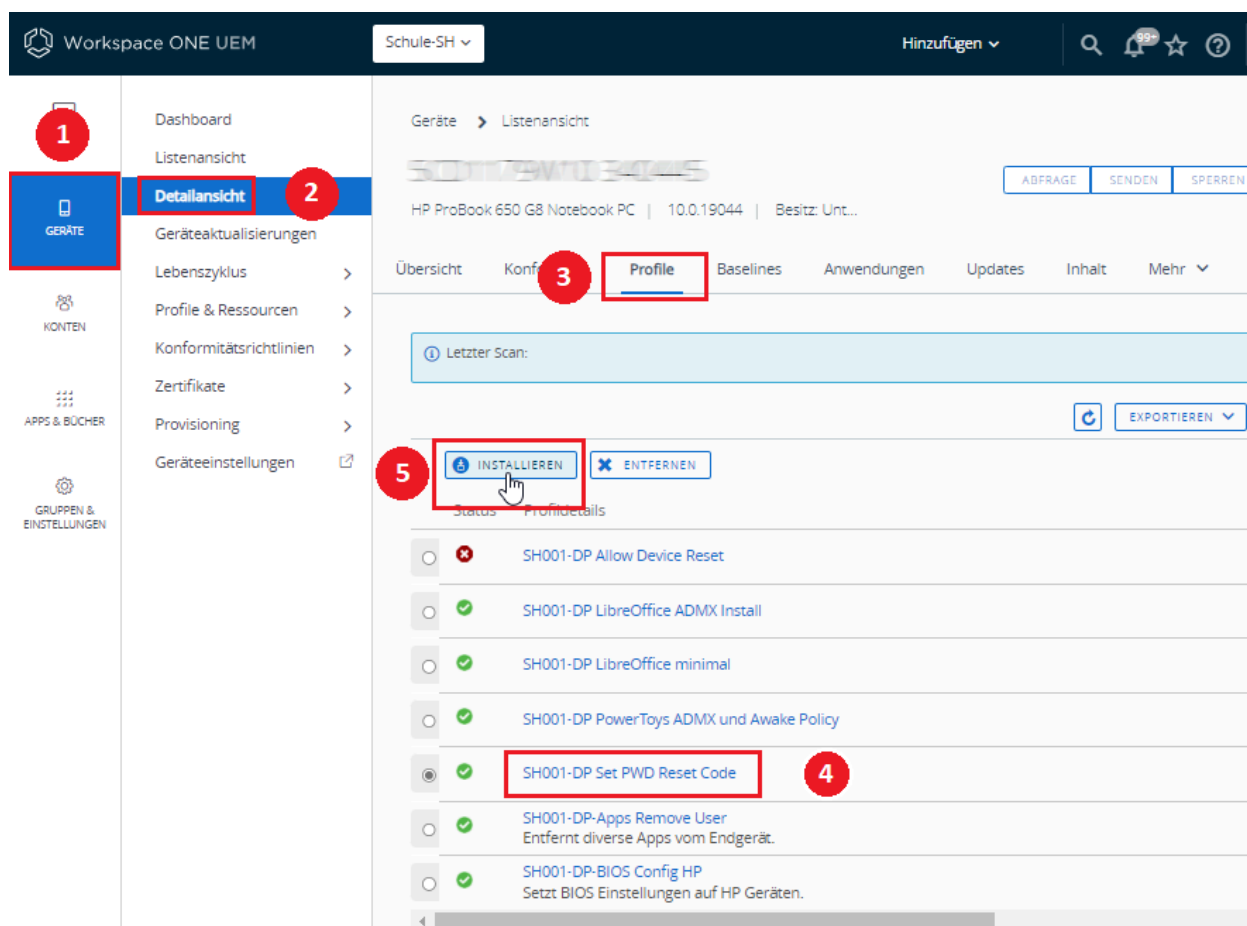 Workspace ONE UEM
Schule-SH
Hinzufügen
99+
1
GERÄTE
KONTEN
APPS & BÜCHER
GRUPPEN &
EINSTELLUNGEN
Dashboard
Listenansicht
Detailansicht
2
Geräteaktualisierungen
Lebenszyklus
Profile & Ressourcen
Konformitätsrichtlinien
Zertifikate
Provisioning
Geräteeinstellungen
Geräte > Listenansicht
ABFRAGE SENDEN SPERREN
HP ProBook 650 G8 Notebook PC | 10.0.19044 | Besitz: Unt...
Übersicht 3 Profile Baselines Anwendungen Updates Inhalt Mehr
Letzter Scan:
EXPORTIEREN
5 INSTALLIEREN ENTFERNEN
Status Profildetails
SH001-DP Allow Device Reset
SH001-DP LibreOffice ADMX Install
SH001-DP LibreOffice minimal
SH001-DP PowerToys ADMX und Awake Policy
SH001-DP Set PWD Reset Code 4
SH001-DP-Apps Remove User
Entfernt diverse Apps vom Endgerät.
SH001-DP-BIOS Config HP
Setzt BIOS Einstellungen auf HP Geräten.